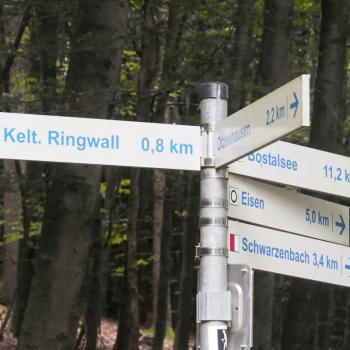 Kelt. Ringwall 0,8 km
Otzenhausen 2,2 km
Bostalsee 11,2 k
Eisen 5,0 km
Schwarzenbach 3,4 km